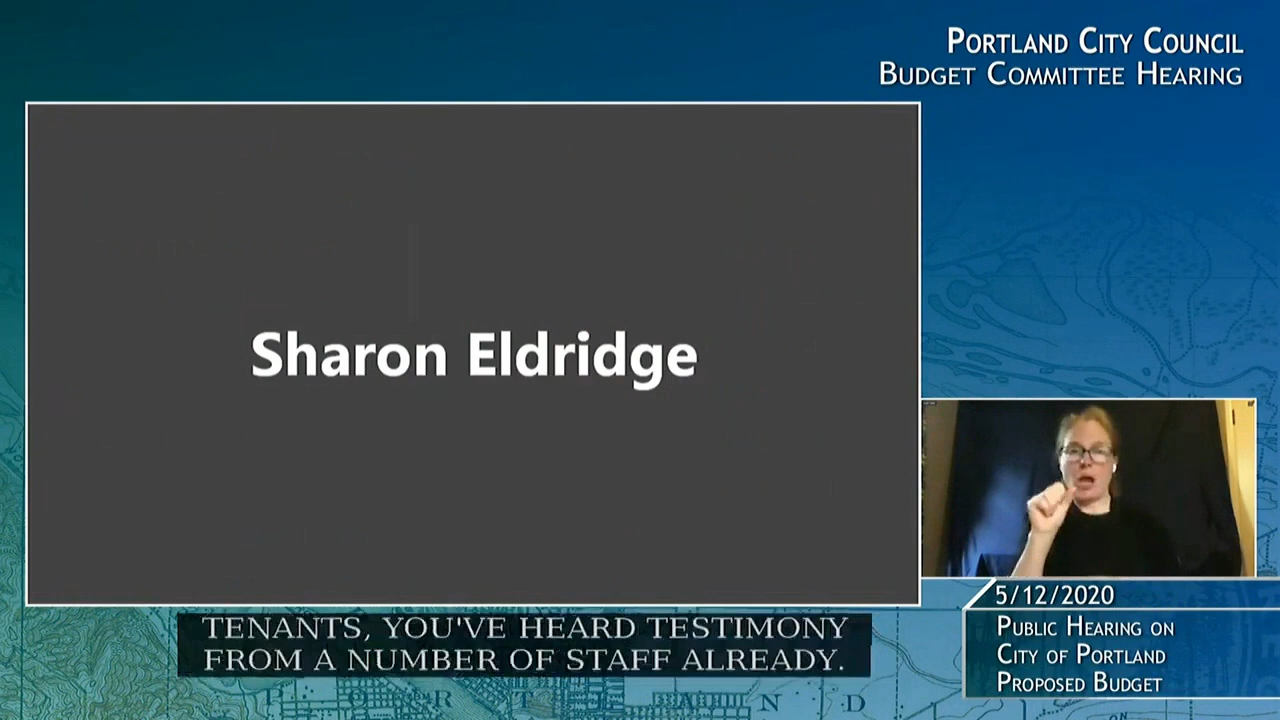 PORTLAND CITY COUNCIL
BUDGET COMMITTEE HEARING
Sharon Eldridge
5/12/2020
PUBLIC HEARING ON
CITY OF PORTLAND
PROPOSED BUDGET
TENANTS, YOU'VE HEARD TESTIMONY
FROM A NUMBER OF STAFF ALREADY.
P O R T L A N D